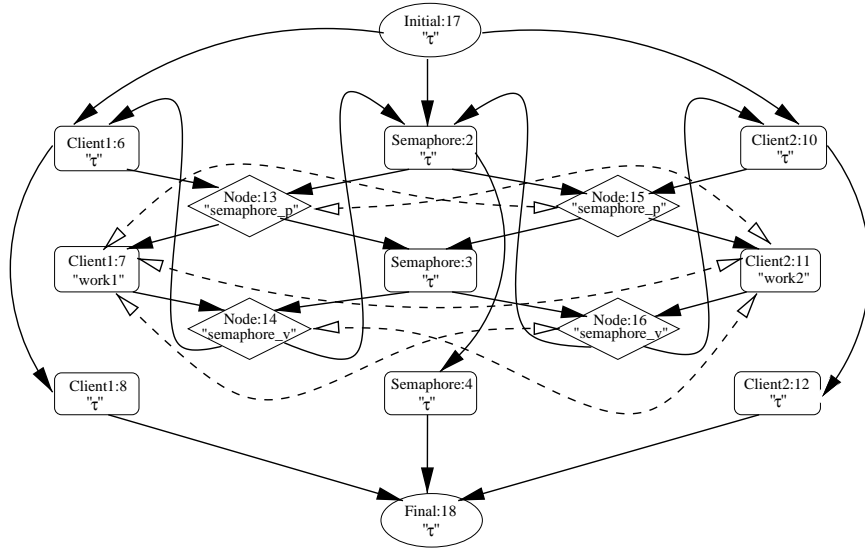 Initial:17
"τ"
Client1:6
"τ"
Semaphore:2
"τ"
Client2:10
"τ"
Node:13
"semaphore_p"
Node:15
"semaphore_p"
Client1:7
"work1"
Semaphore:3
"τ"
Client2:11
"work2"
Node:14
"semaphore_v"
Node:16
"semaphore_v"
Client1:8
"τ"
Semaphore:4
"τ"
Client2:12
"τ"
Final:18
"τ"